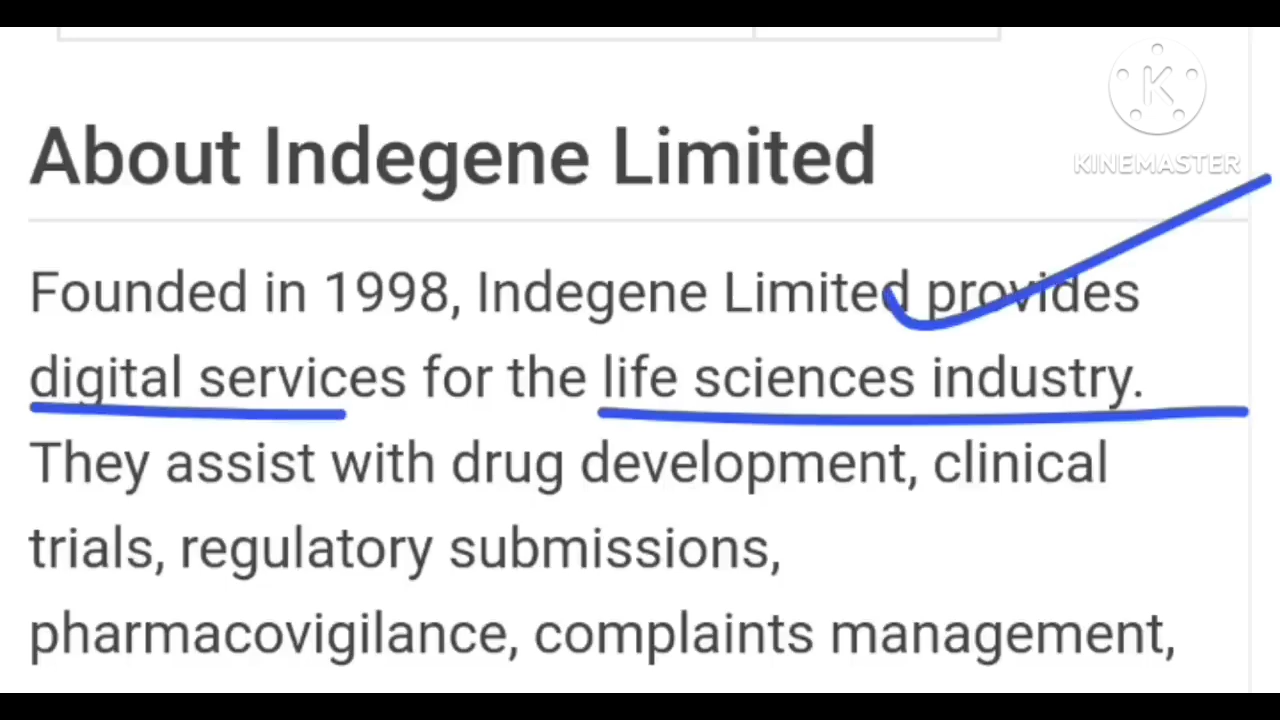 KINEMASTER
About Indegene Limited
Founded in 1998, Indegene Limited provides
digital services for the life sciences industry.
They assist with drug development, clinical
trials, regulatory submissions,
pharmacovigilance, complaints management,